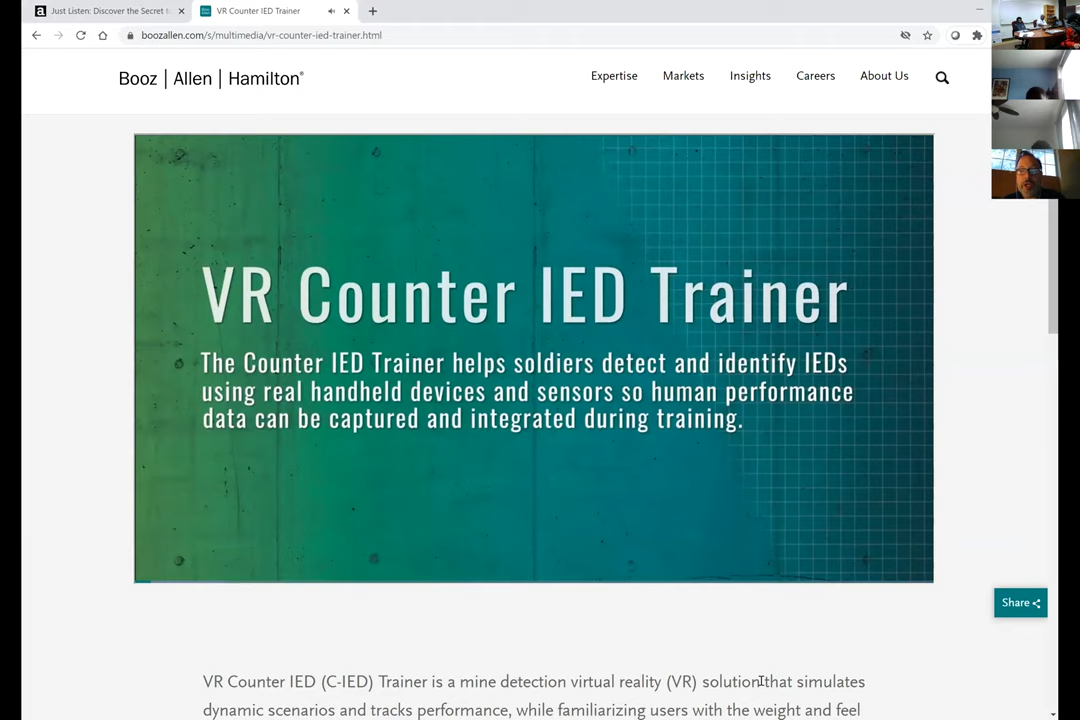 Just Listen: Discover the Secret to
VR Counter IED Trainer
boozallen.com/s/multimedia/vr-counter-ied-trainer.html
Booz | Allen | Hamilton®
Expertise
Markets
Insights
Careers
About Us
VR Counter IED Trainer
The Counter IED Trainer helps soldiers detect and identify IEDs
using real handheld devices and sensors so human performance
data can be captured and integrated during training.
Share
VR Counter IED (C-IED) Trainer is a mine detection virtual reality (VR) solution that simulates
dynamic scenarios and tracks performance, while familiarizing users with the weight and feel